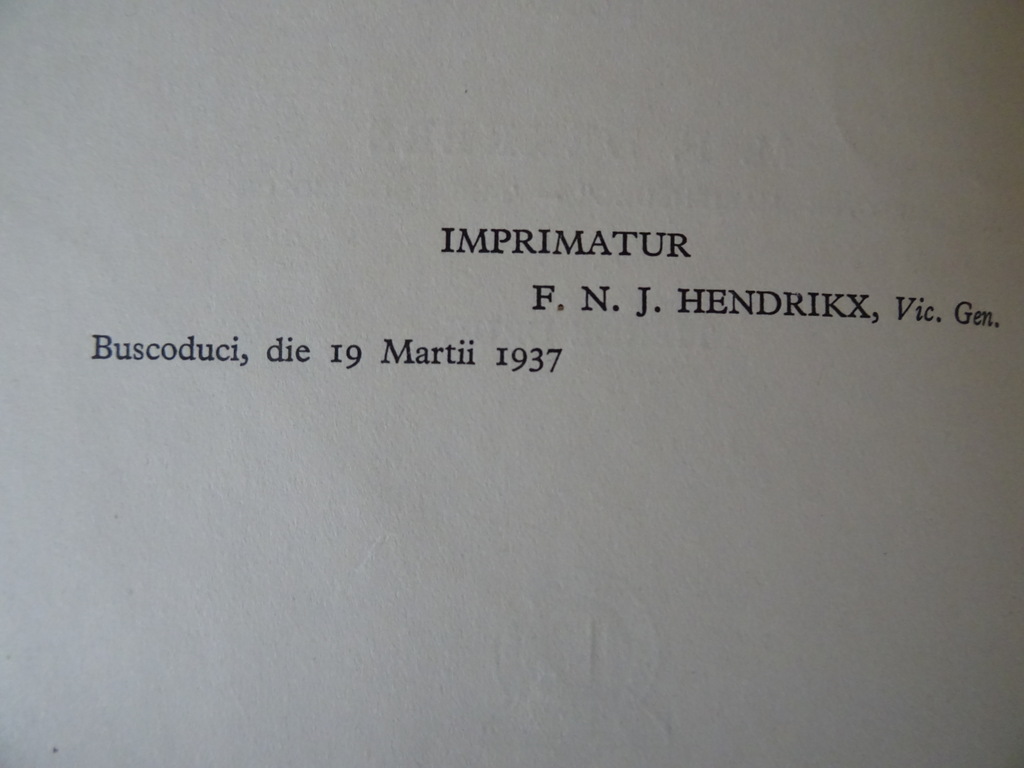 IMPRIMATUR
F. N. J. HENDRIKX, Vic. Gen.
Buscoduci, die 19 Martii 1937